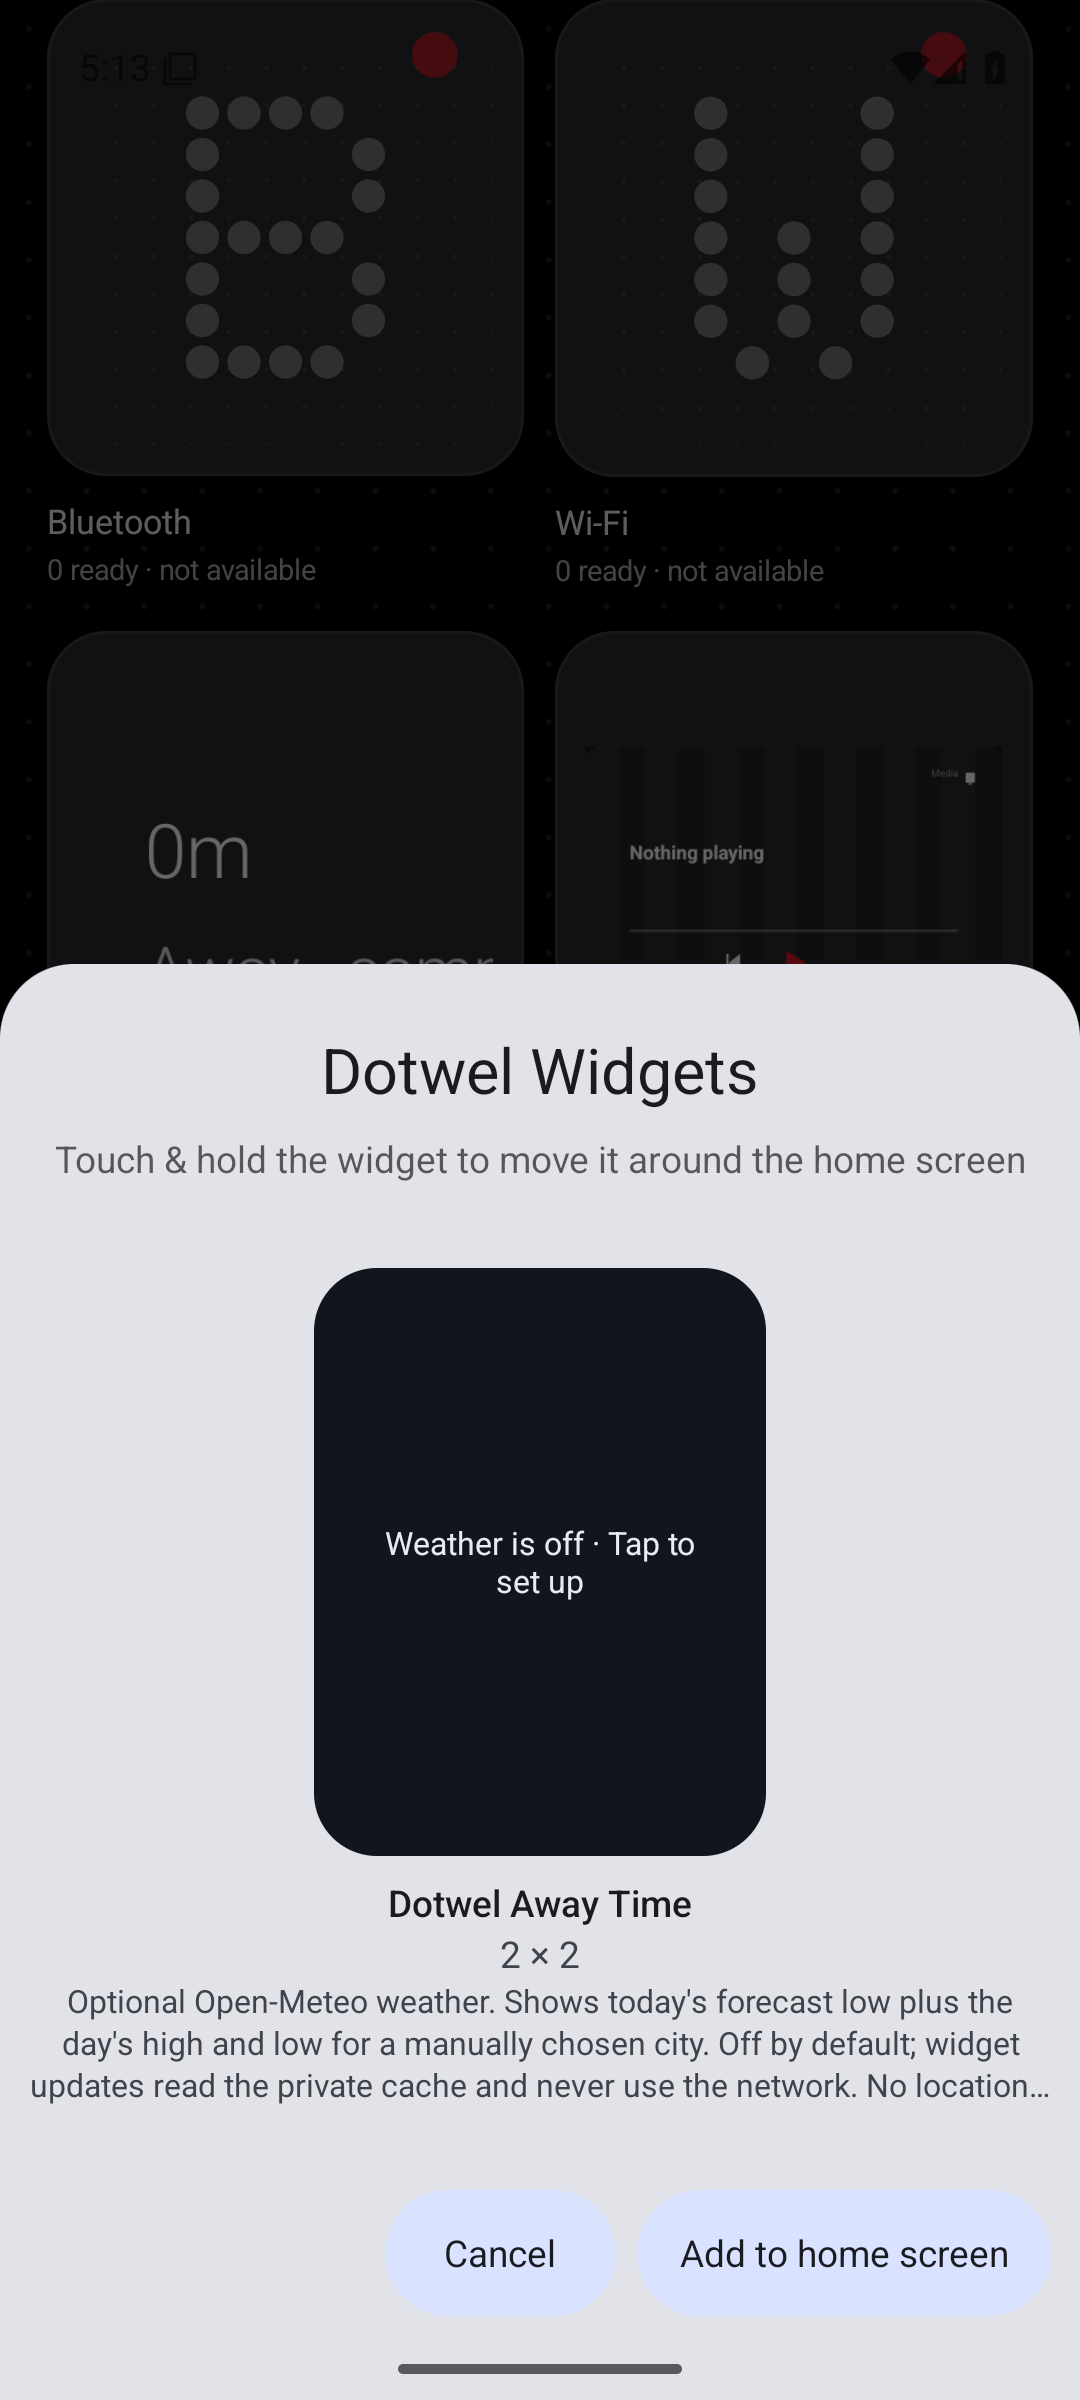 5:13
B
W
Bluetooth
0 ready · not available
Wi-Fi
0 ready · not available
0m
Media
Nothing playing
Dotwel Widgets
Touch & hold the widget to move it around the home screen
Weather is off · Tap to
set up
Dotwel Away Time
2 × 2
Optional Open-Meteo weather. Shows today's forecast low plus the
day's high and low for a manually chosen city. Off by default; widget
updates read the private cache and never use the network. No location…
Cancel
Add to home screen